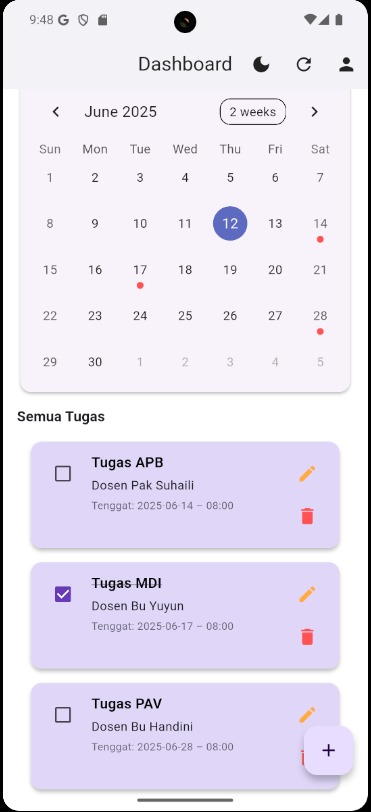 9:48
Dashboard
June 2025 2 weeks
Sun Mon Tue Wed Thu Fri Sat
1 2 3 4 5 6 7
8 9 10 11 12 13 14
15 16 17 18 19 20 21
22 23 24 25 26 27 28
29 30 1 2 3 4 5
Semua Tugas
Tugas APB
Dosen Pak Suhaili
Tenggat: 2025-06-14 – 08:00
Tugas MDI
Dosen Bu Yuyun
Tenggat: 2025-06-17 – 08:00
Tugas PAV
Dosen Bu Handini
Tenggat: 2025-06-28 – 08:00